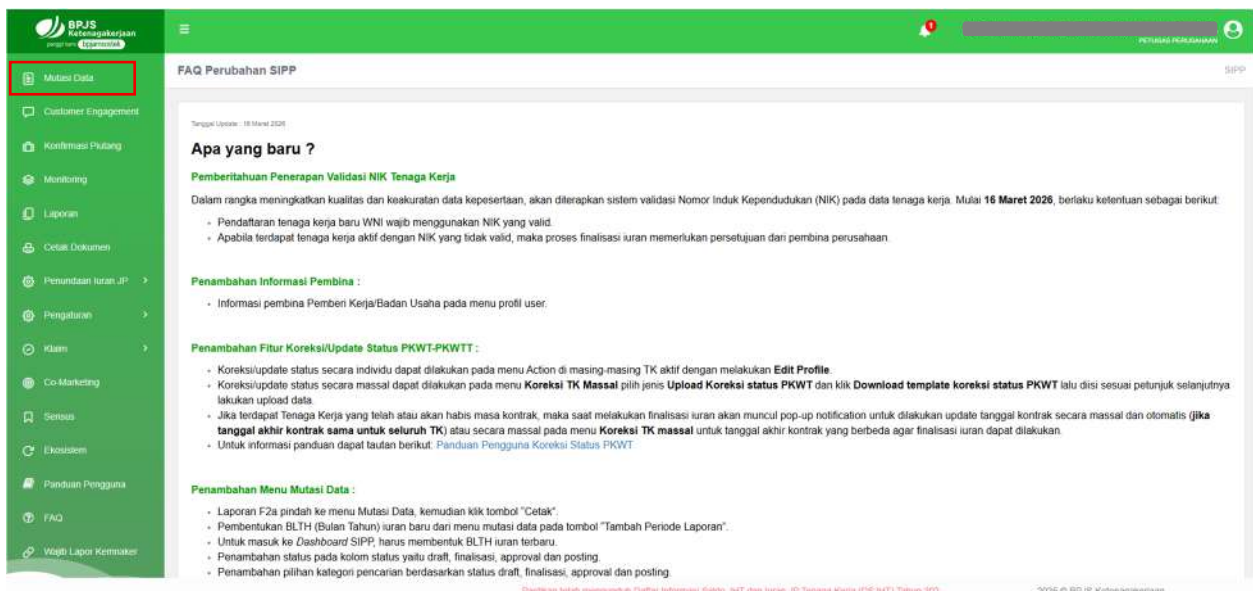 BPJS
Ketenagakerjaan
2
PETUGAS PERUSAHAAN
Mutasi Data
Customer Engagement
Konfirmasi Piutang
Monitoring
Laporan
Cetak Dokumen
Penundaan Iuran JP
Pengaturan
Klaim
Co-Marketing
Sensus
Ekosistem
Panduan Pengguna
FAQ
Wajib Lapor Kemnaker
FAQ Perubahan SIPP
SIPP
Tanggal Update : 16 Maret 2026
Apa yang baru ?
Pemberitahuan Penerapan Validasi NIK Tenaga Kerja
Dalam rangka meningkatkan kualitas dan keakuratan data kepesertaan, akan diterapkan sistem validasi Nomor Induk Kependudukan (NIK) pada data tenaga kerja. Mulai 16 Maret 2026, berlaku ketentuan sebagai berikut:
Pendaftaran tenaga kerja baru WNI wajib menggunakan NIK yang valid.
Apabila terdapat tenaga kerja aktif dengan NIK yang tidak valid, maka proses finalisasi iuran memerlukan persetujuan dari pembina perusahaan.
Penambahan Informasi Pembina :
Informasi pembina Pemberi Kerja/Badan Usaha pada menu profil user.
Penambahan Fitur Koreksi/Update Status PKWT-PKWTT :
Koreksi/update status secara individu dapat dilakukan pada menu Action di masing-masing TK aktif dengan melakukan Edit Profile.
Koreksi/update status secara massal dapat dilakukan pada menu Koreksi TK Massal pilih jenis Upload Koreksi status PKWT dan klik Download template koreksi status PKWT lalu diisi sesuai petunjuk selanjutnya
lakukan upload data.
Jika terdapat Tenaga Kerja yang telah atau akan habis masa kontrak, maka saat melakukan finalisasi iuran akan muncul pop-up notification untuk dilakukan update tanggal kontrak secara massal dan otomatis (jika
tanggal akhir kontrak sama untuk seluruh TK) atau secara massal pada menu Koreksi TK massal untuk tanggal akhir kontrak yang berbeda agar finalisasi iuran dapat dilakukan.
Untuk informasi panduan dapat tautan berikut: Panduan Pengguna Koreksi Status PKWT
Penambahan Menu Mutasi Data :
Laporan F2a pindah ke menu Mutasi Data, kemudian klik tombol "Cetak".
Pembentukan BLTH (Bulan Tahun) iuran baru dari menu mutasi data pada tombol "Tambah Periode Laporan".
Untuk masuk ke Dashboard SIPP, harus membentuk BLTH iuran terbaru.
Penambahan status pada kolom status yaitu draft, finalisasi, approval dan posting.
Penambahan pilihan kategori pencarian berdasarkan status draft, finalisasi, approval dan posting.